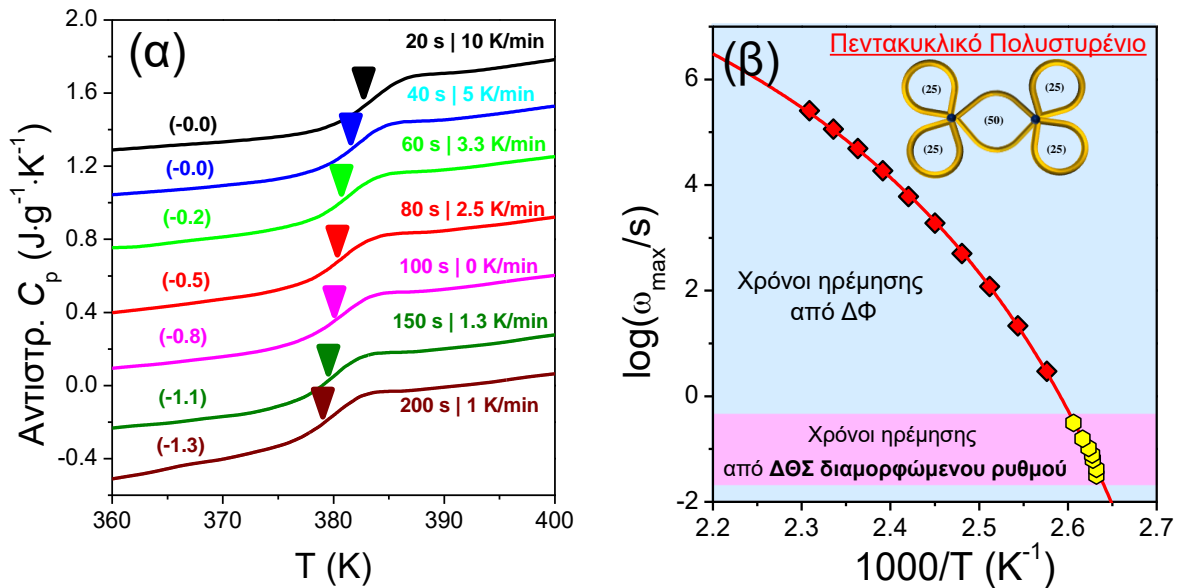 (α)
2.0
1.6
1.2
0.8
0.4
0.0
-0.4
Αντιστρ. Cp (J·g-1·K-1)
20 s | 10 K/min
(-0.0)
40 s | 5 K/min
(-0.0)
60 s | 3.3 K/min
(-0.2)
80 s | 2.5 K/min
(-0.5)
100 s | 0 K/min
(-0.8)
150 s | 1.3 K/min
(-1.1)
200 s | 1 K/min
(-1.3)
360 370 380 390 400
T (K)
(β)
Πεντακυκλικό Πολυστυρένιο
(25) (25)
(50)
(25) (25)
6
4
2
0
-2
log(ωmax/s)
Χρόνοι ηρέμησης
από ΔΦ
Χρόνοι ηρέμησης
από ΔΘΣ διαμορφώμενου ρυθμού
2.2 2.3 2.4 2.5 2.6 2.7
1000/T (K-1)